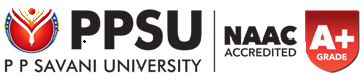 PPSU
P P SAVANI UNIVERSITY
NAAC
ACCREDITED
A+
GRADE